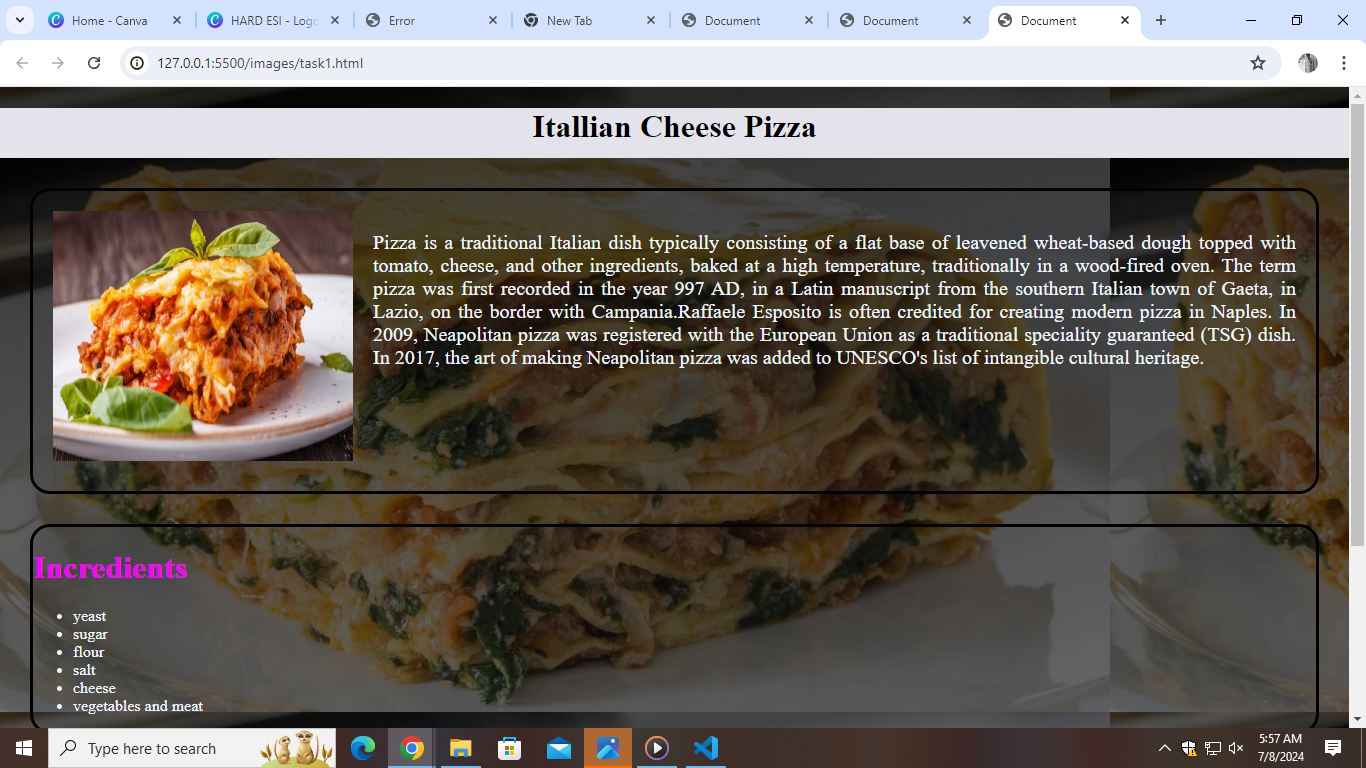 Home - Canva
HARD ESI - Logo
Error
New Tab
Document
Document
Document
127.0.0.1:5500/images/task1.html
Itallian Cheese Pizza
Pizza is a traditional Italian dish typically consisting of a flat base of leavened wheat-based dough topped with
tomato, cheese, and other ingredients, baked at a high temperature, traditionally in a wood-fired oven. The term
pizza was first recorded in the year 997 AD, in a Latin manuscript from the southern Italian town of Gaeta, in
Lazio, on the border with Campania.Raffaele Esposito is often credited for creating modern pizza in Naples. In
2009, Neapolitan pizza was registered with the European Union as a traditional speciality guaranteed (TSG) dish.
In 2017, the art of making Neapolitan pizza was added to UNESCO's list of intangible cultural heritage.
Incredients
yeast
sugar
flour
salt
cheese
vegetables and meat
Type here to search
5:57 AM
7/8/2024